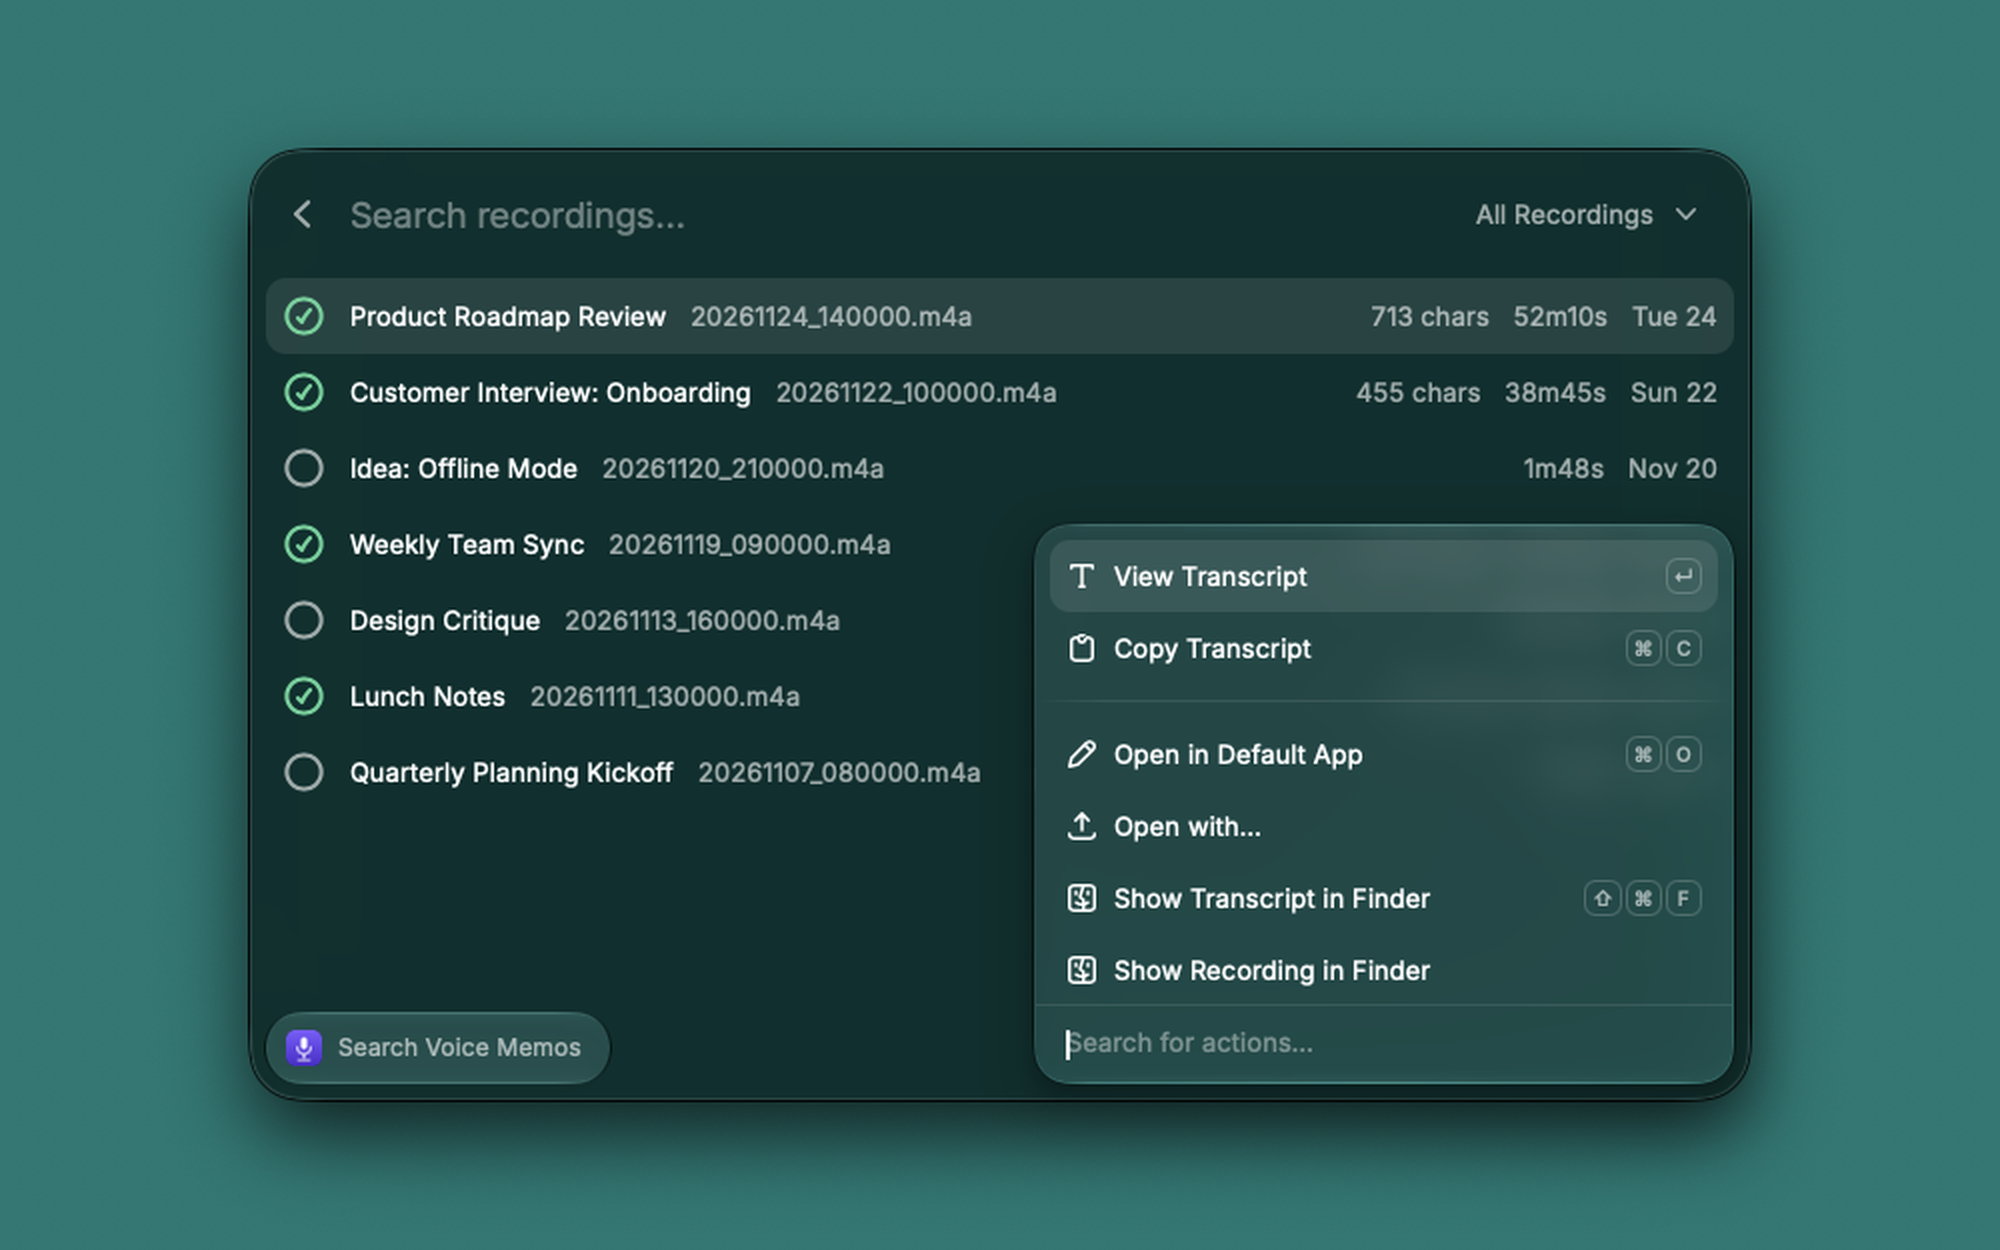 Search recordings...
All Recordings
Product Roadmap Review 20261124_140000.m4a 713 chars 52m10s Tue 24
Customer Interview: Onboarding 20261122_100000.m4a 455 chars 38m45s Sun 22
Idea: Offline Mode 20261120_210000.m4a 1m48s Nov 20
Weekly Team Sync 20261119_090000.m4a
Design Critique 20261113_160000.m4a
Lunch Notes 20261111_130000.m4a
Quarterly Planning Kickoff 20261107_080000.m4a
View Transcript ↵
Copy Transcript ⌘ C
Open in Default App ⌘ O
Open with...
Show Transcript in Finder ⇧ ⌘ F
Show Recording in Finder
Search for actions...
Search Voice Memos